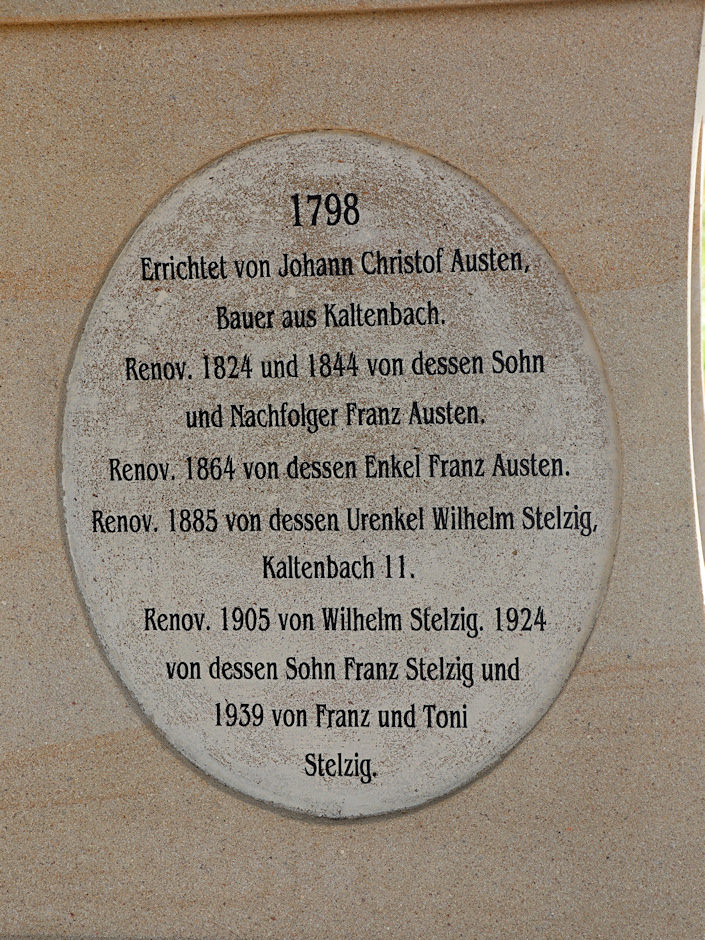 1798
Errichtet von Johann Christof Austen,
Bauer aus Kaltenbach.
Renov. 1824 und 1844 von dessen Sohn
und Nachfolger Franz Austen.
Renov. 1864 von dessen Enkel Franz Austen.
Renov. 1885 von dessen Urenkel Wilhelm Stelzig,
Kaltenbach 11.
Renov. 1905 von Wilhelm Stelzig. 1924
von dessen Sohn Franz Stelzig und
1939 von Franz und Toni
Stelzig.